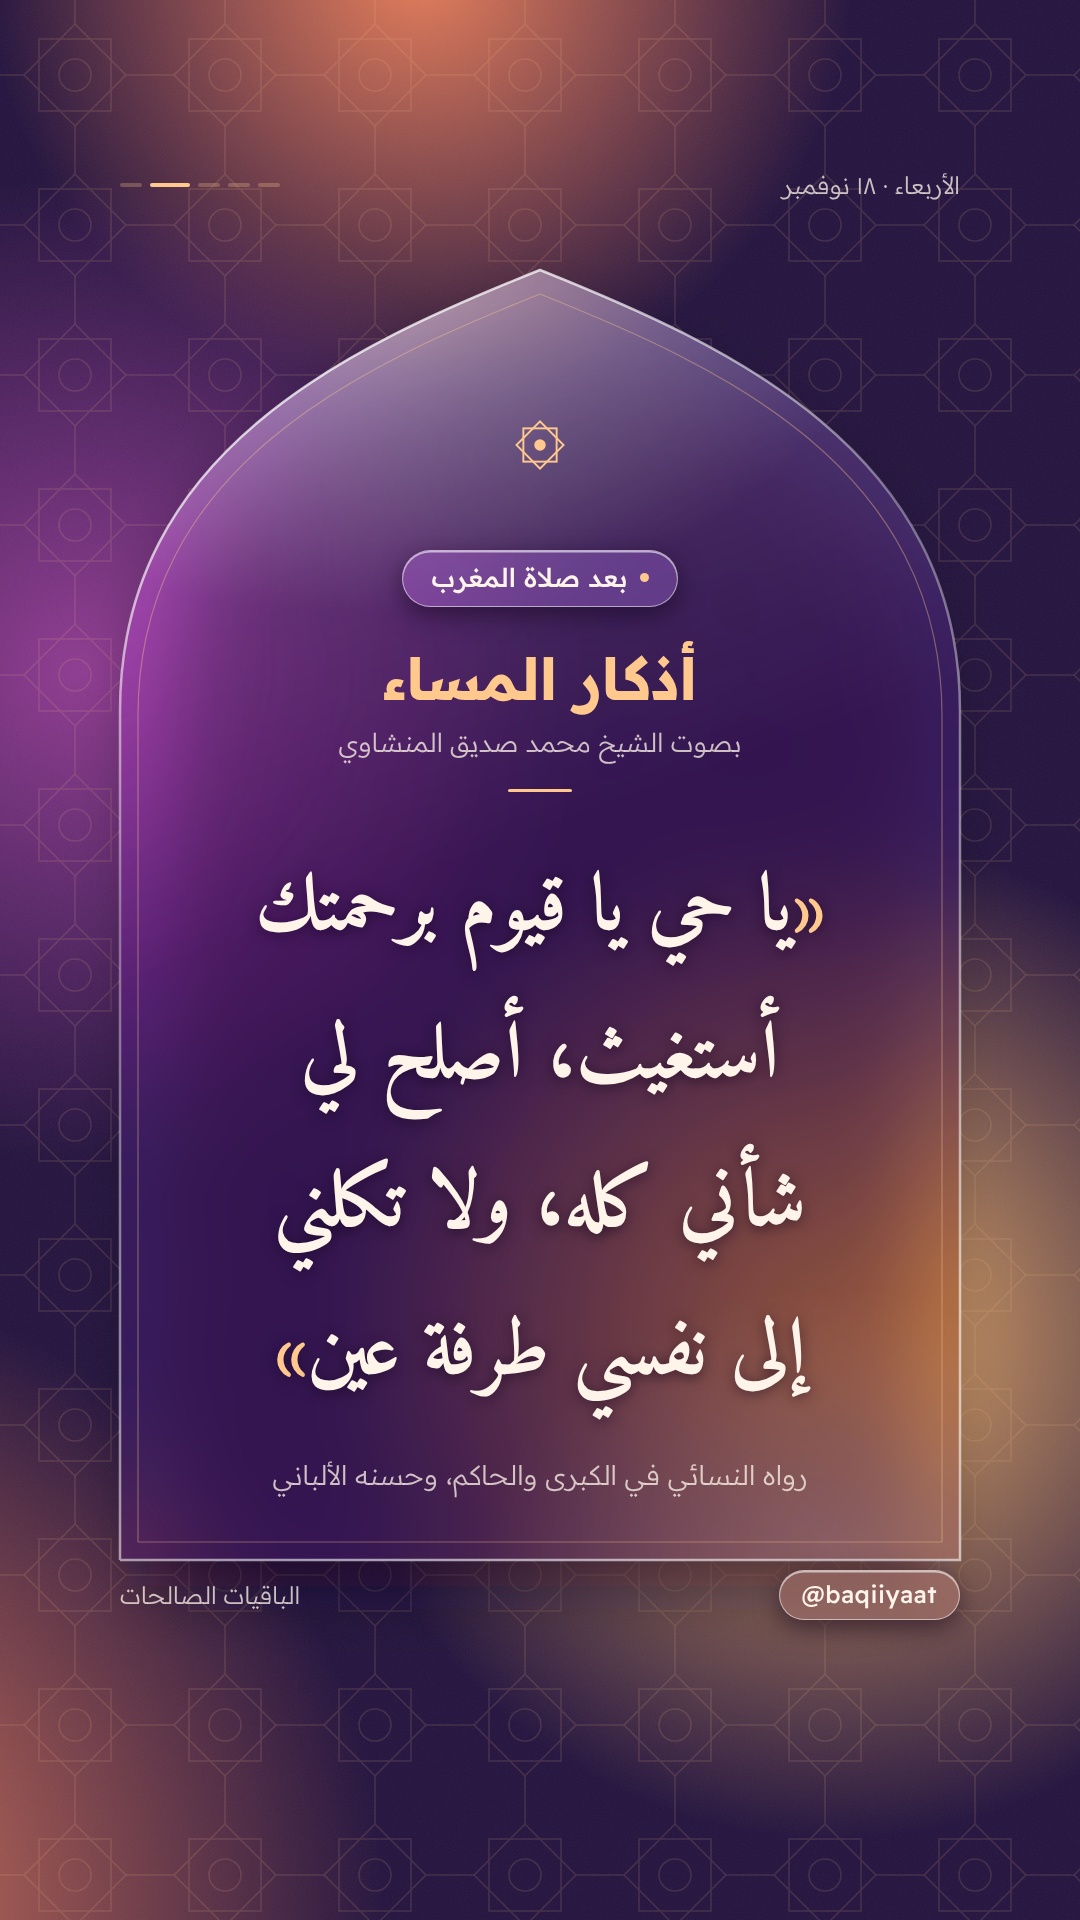 الأربعاء · ١٨ نوفمبر
بعد صلاة المغرب
أذكار المساء
بصوت الشيخ محمد صديق المنشاوي
«يا حي يا قيوم برحمتك
أستغيث، أصلح لي
شأني كله، ولا تكلني
إلى نفسي طرفة عين»
رواه النسائي في الكبرى والحاكم، وحسنه الألباني
@baqiiyaat
الباقيات الصالحات